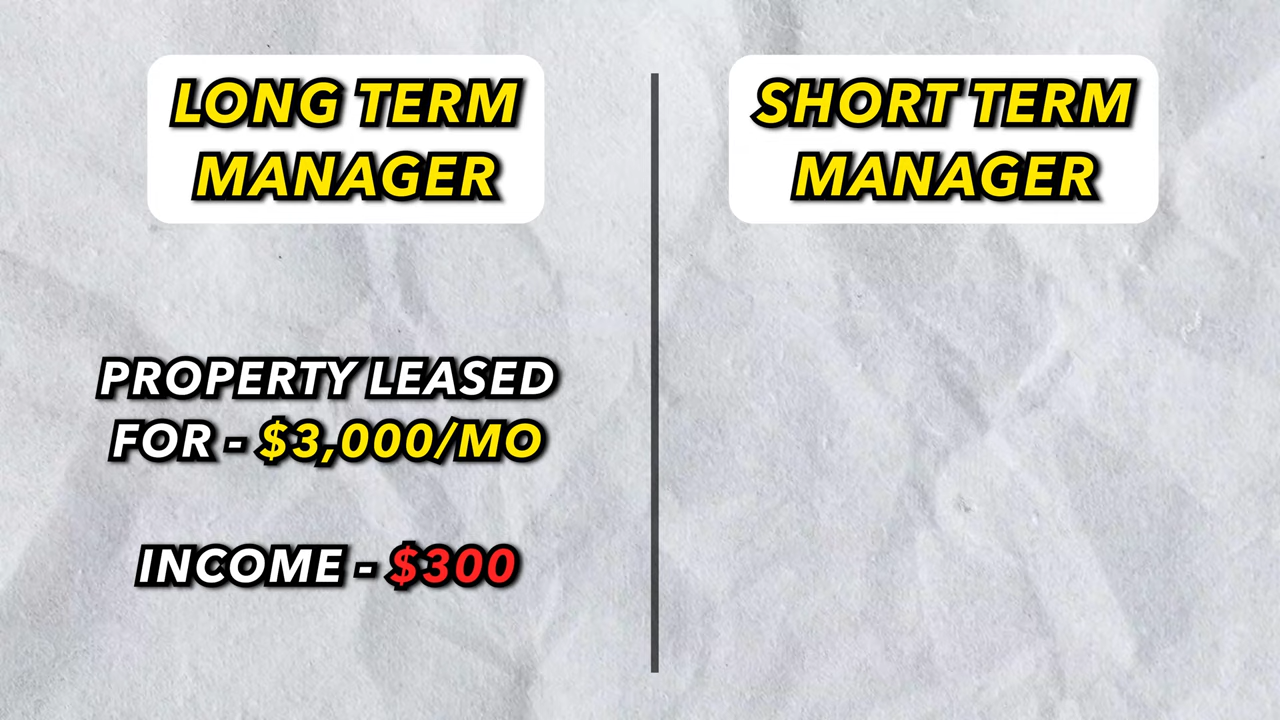 LONG TERM
MANAGER
PROPERTY LEASED
FOR - $3,000/MO
INCOME - $300
SHORT TERM
MANAGER